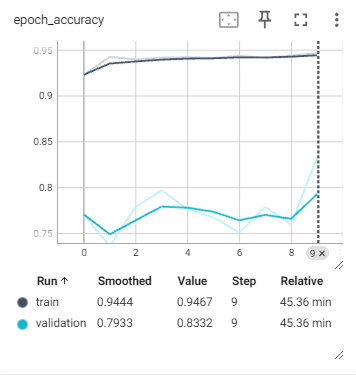 epoch_accuracy
0.95
0.9
0.85
0.8
0.75
0 2 4 6 8 9 ×
Run ↑ Smoothed Value Step Relative
train 0.9444 0.9467 9 45.36 min
validation 0.7933 0.8332 9 45.36 min